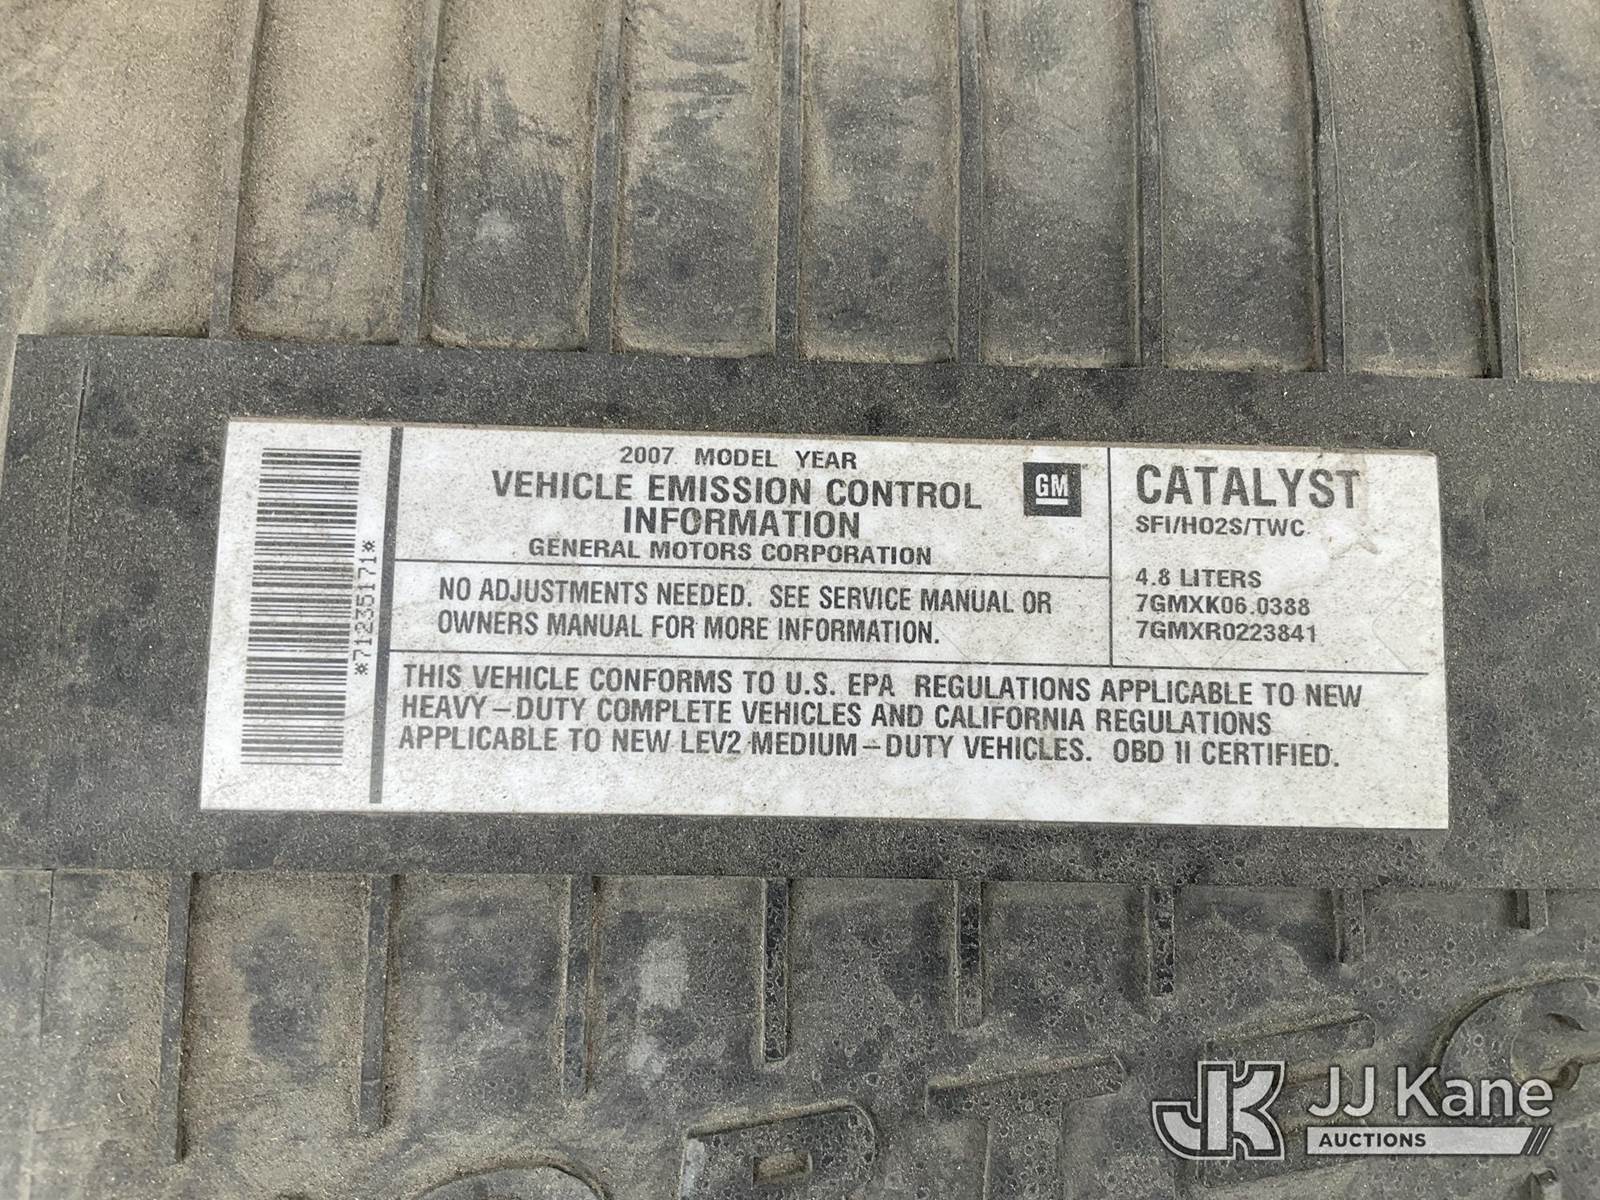 2007 MODEL YEAR
VEHICLE EMISSION CONTROL
INFORMATION
GENERAL MOTORS CORPORATION
GM
CATALYST
SFI/HO2S/TWC
4.8 LITERS
7GMXK06.0388
7GMXR0223841
NO ADJUSTMENTS NEEDED. SEE SERVICE MANUAL OR
OWNERS MANUAL FOR MORE INFORMATION.
THIS VEHICLE CONFORMS TO U.S. EPA REGULATIONS APPLICABLE TO NEW
HEAVY-DUTY COMPLETE VEHICLES AND CALIFORNIA REGULATIONS
APPLICABLE TO NEW LEV2 MEDIUM-DUTY VEHICLES. OBD II CERTIFIED.
*71235171*
JK JJ Kane
AUCTIONS